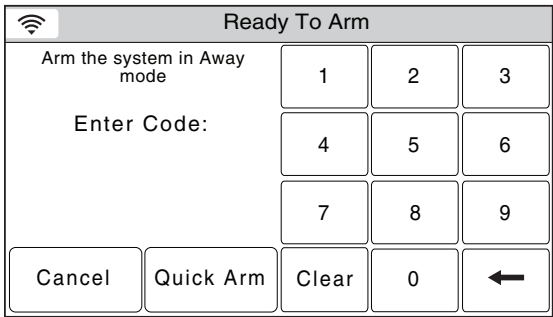 Ready To Arm
Arm the system in Away
mode
Enter Code:
1 2 3
4 5 6
7 8 9
Cancel Quick Arm Clear 0